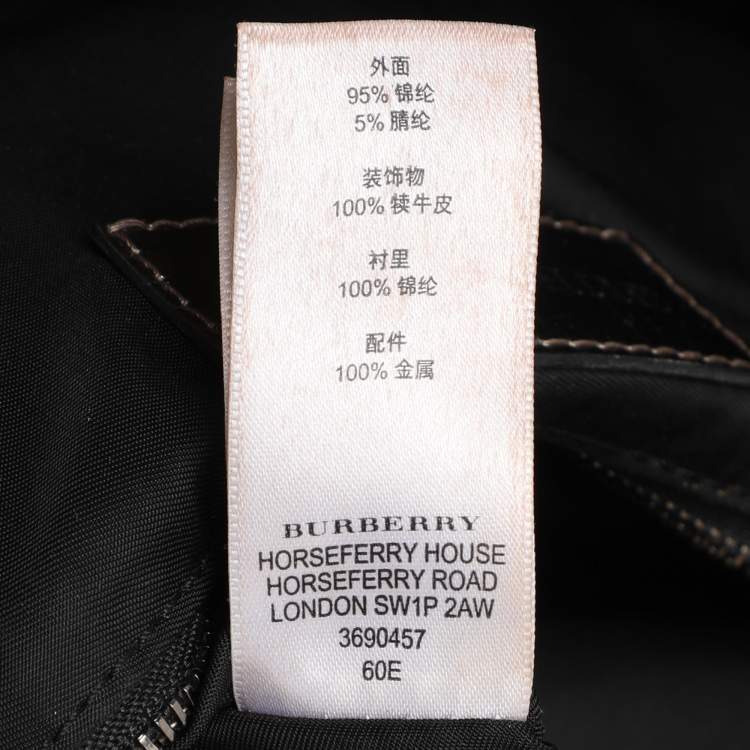 外面
95% 锦纶
5% 腈纶
装饰物
100% 犊牛皮
衬里
100% 锦纶
配件
100% 金属
BURBERRY
HORSEFERRY HOUSE
HORSEFERRY ROAD
LONDON SW1P 2AW
3690457
60E